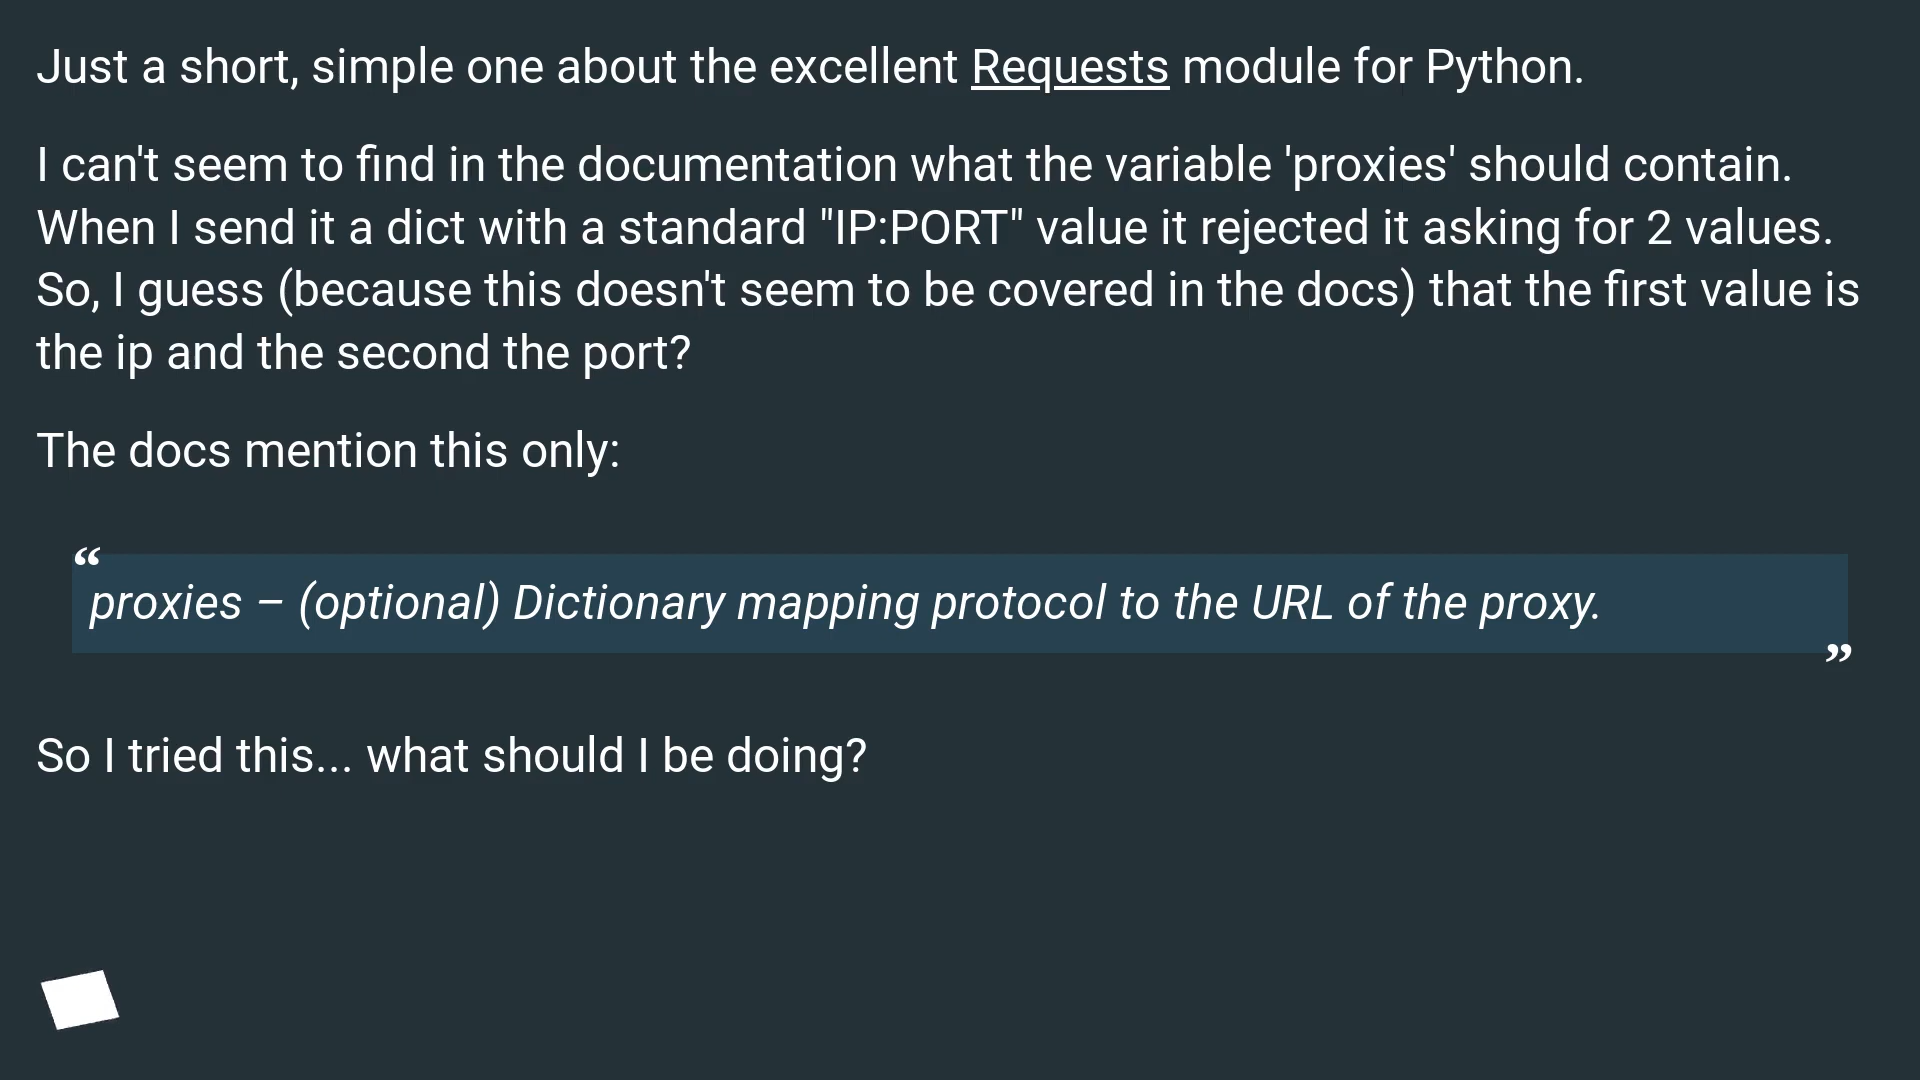 Just a short, simple one about the excellent Requests module for Python.
I can't seem to find in the documentation what the variable 'proxies' should contain.
When I send it a dict with a standard "IP:PORT" value it rejected it asking for 2 values.
So, I guess (because this doesn't seem to be covered in the docs) that the first value is
the ip and the second the port?
The docs mention this only:
“
proxies – (optional) Dictionary mapping protocol to the URL of the proxy.
”
So I tried this... what should I be doing?